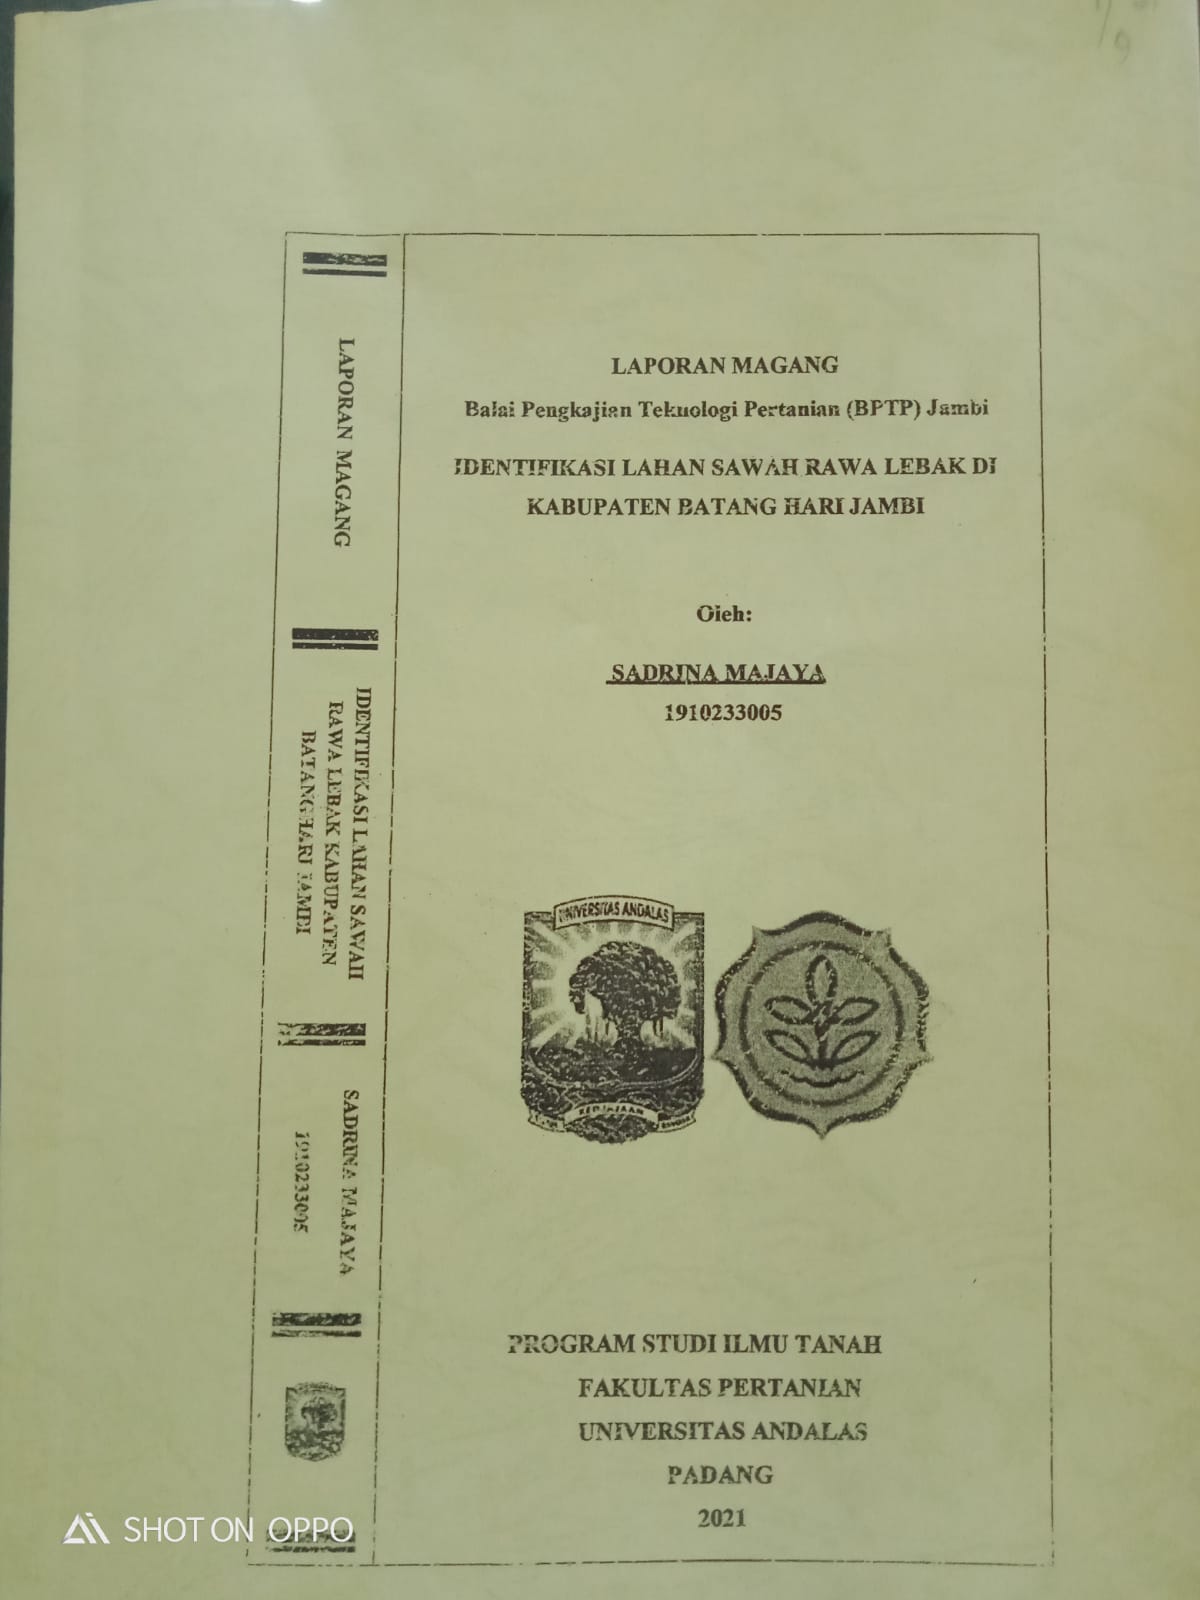 LAPORAN MAGANG
Balai Pengkajian Teknologi Pertanian (BPTP) Jambi
IDENTIFIKASI LAHAN SAWAH RAWA LEBAK DI
KABUPATEN BATANG HARI JAMBI
Oleh:
SADRINA MAJAYA
1910233005
UNIVERSITAS ANDALAS
KEDJAJAAN
PROGRAM STUDI ILMU TANAH
FAKULTAS PERTANIAN
UNIVERSITAS ANDALAS
PADANG
2021
LAPORAN MAGANG
IDENTIFIKASI LAHAN SAWAH
RAWA LEBAK KABUPATEN
BATANGHARI JAMBI
SADRINA MAJAYA
1910233005
SHOT ON OPPO